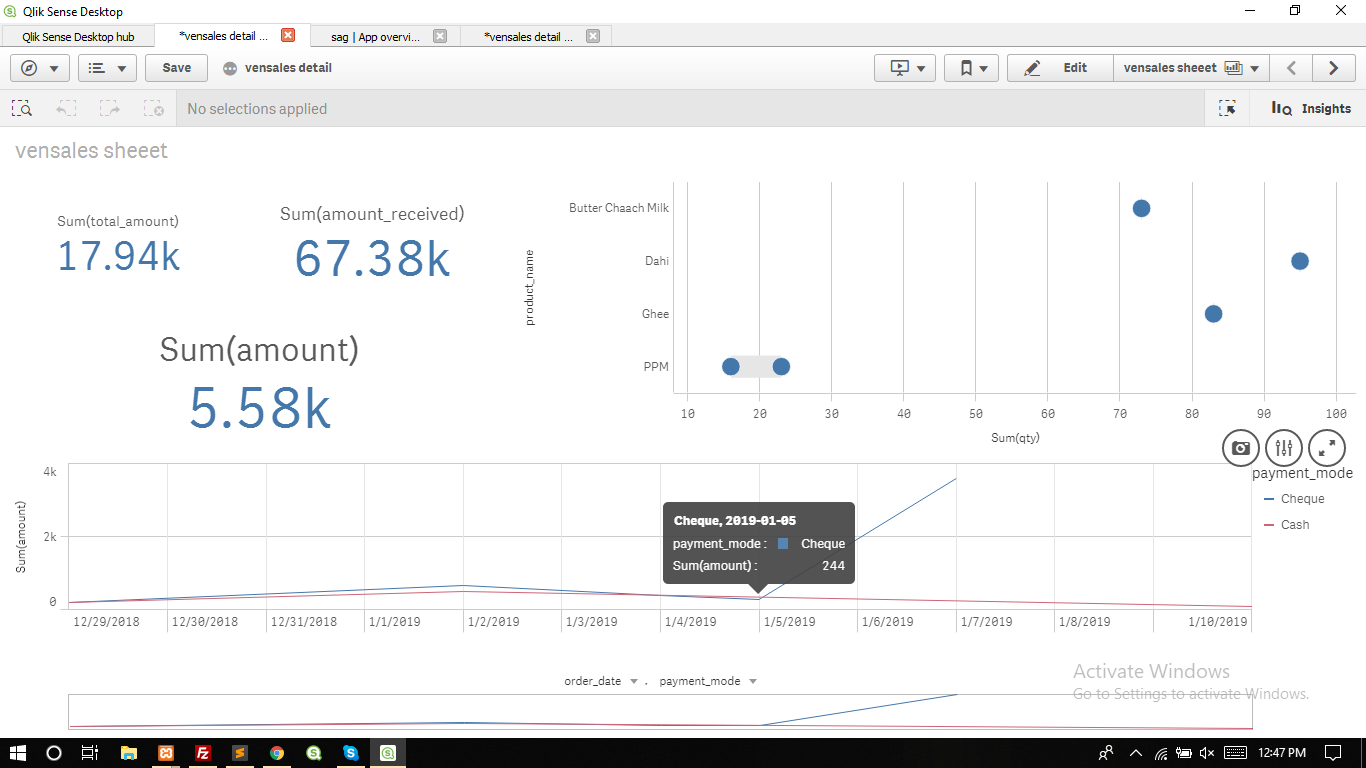 Qlik Sense Desktop
Qlik Sense Desktop hub
*vensales detail ...
sag | App overvi...
*vensales detail ...
Save
vensales detail
Edit
vensales sheeet
No selections applied
Insights
vensales sheeet
Sum(total_amount)
17.94k
Sum(amount_received)
67.38k
Sum(amount)
5.58k
product_name
Butter Chaach Milk
Dahi
Ghee
PPM
10 20 30 40 50 60 70 80 90 100
Sum(qty)
Sum(amount)
4k
2k
0
Cheque, 2019-01-05
payment_mode : Cheque
Sum(amount) : 244
payment_mode
Cheque
Cash
12/29/2018 12/30/2018 12/31/2018 1/1/2019 1/2/2019 1/3/2019 1/4/2019 1/5/2019 1/6/2019 1/7/2019 1/8/2019 1/10/2019
order_date , payment_mode
Activate Windows
Go to Settings to activate Windows.
12:47 PM